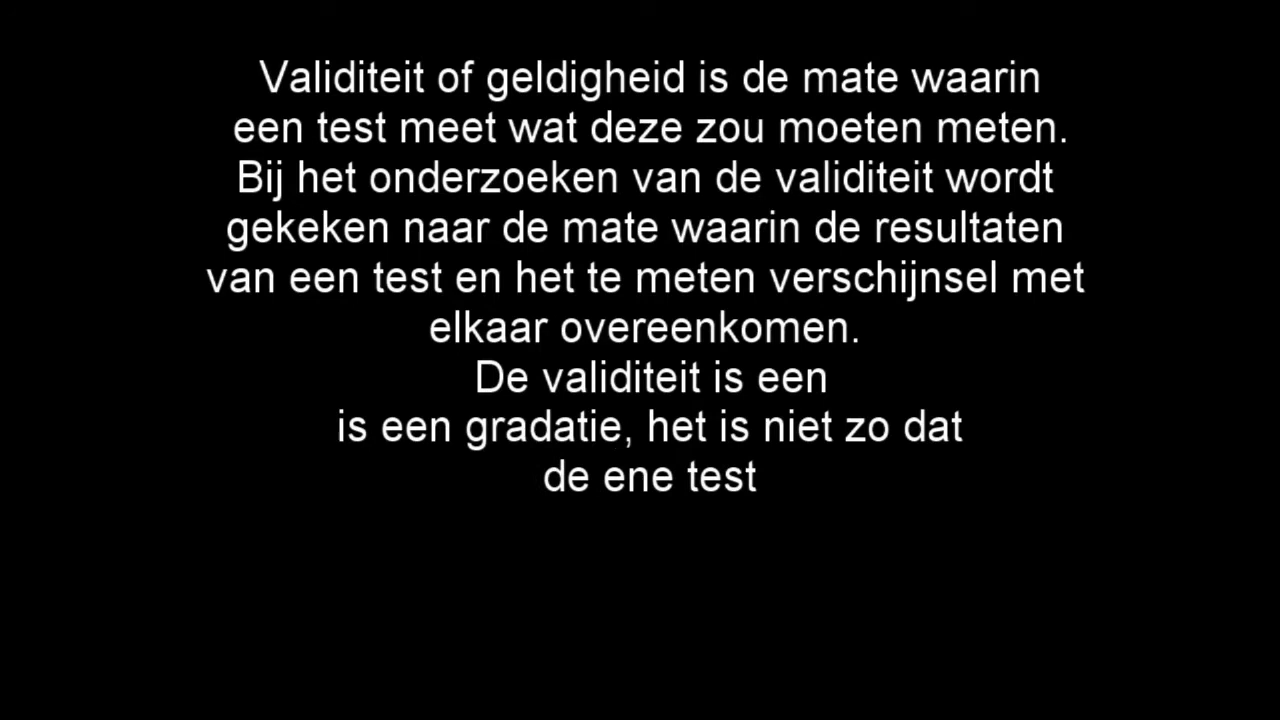 Validiteit of geldigheid is de mate waarin
een test meet wat deze zou moeten meten.
Bij het onderzoeken van de validiteit wordt
gekeken naar de mate waarin de resultaten
van een test en het te meten verschijnsel met
elkaar overeenkomen.
De validiteit is een
is een gradatie, het is niet zo dat
de ene test